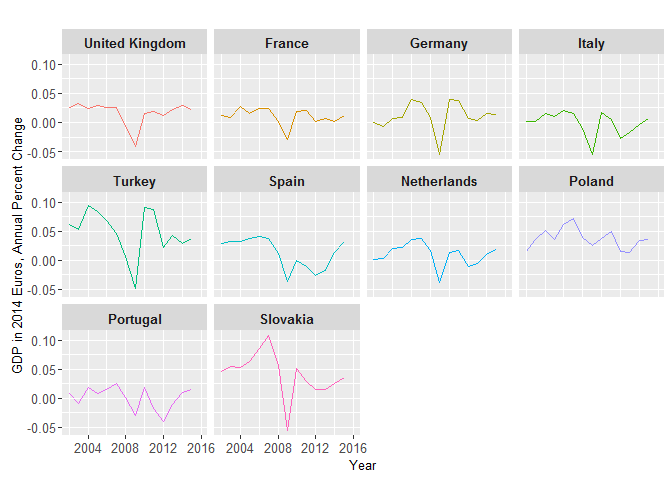 United Kingdom France Germany Italy
0.10
0.05
0.00
-0.05
Turkey Spain Netherlands Poland
0.10
0.05
0.00
-0.05
Portugal Slovakia
0.10
0.05
0.00
-0.05
2004 2008 2012 2016 2004 2008 2012 2016
Year
GDP in 2014 Euros, Annual Percent Change